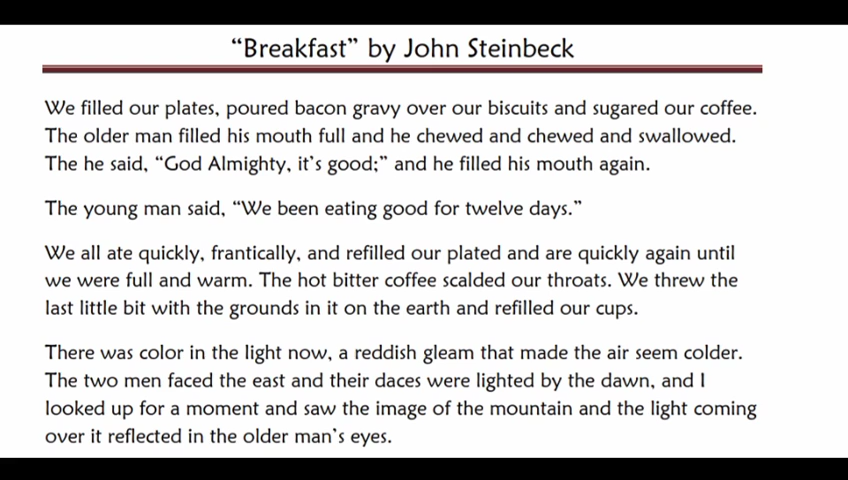 “Breakfast” by John Steinbeck
We filled our plates, poured bacon gravy over our biscuits and sugared our coffee.
The older man filled his mouth full and he chewed and chewed and swallowed.
The he said, “God Almighty, it’s good;” and he filled his mouth again.
The young man said, “We been eating good for twelve days.”
We all ate quickly, frantically, and refilled our plated and are quickly again until
we were full and warm. The hot bitter coffee scalded our throats. We threw the
last little bit with the grounds in it on the earth and refilled our cups.
There was color in the light now, a reddish gleam that made the air seem colder.
The two men faced the east and their daces were lighted by the dawn, and I
looked up for a moment and saw the image of the mountain and the light coming
over it reflected in the older man’s eyes.